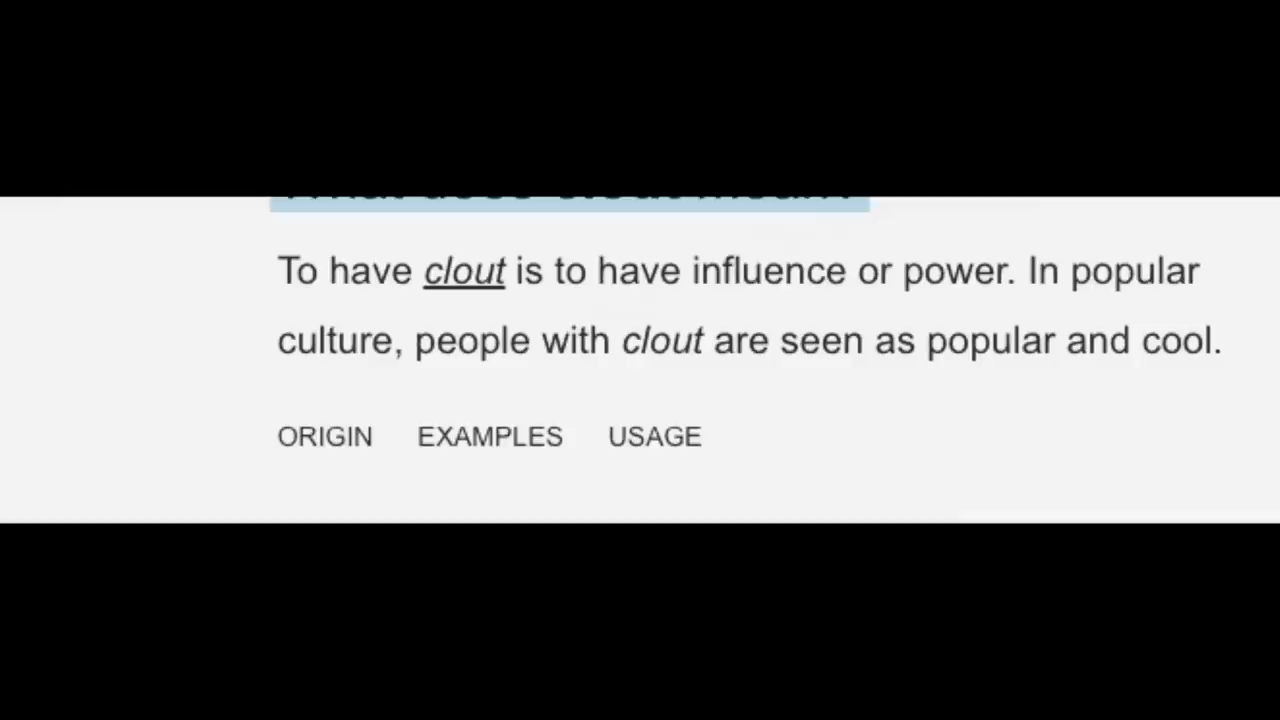 To have clout is to have influence or power. In popular
culture, people with clout are seen as popular and cool.
ORIGIN EXAMPLES USAGE